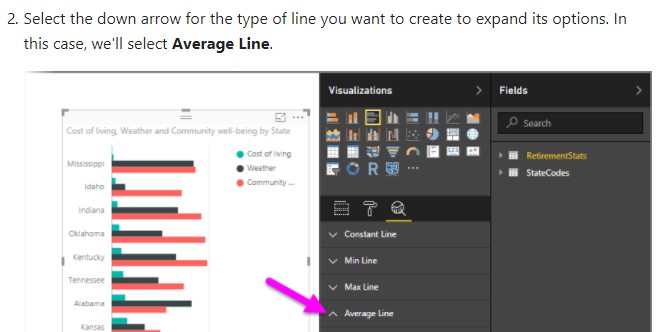 2. Select the down arrow for the type of line you want to create to expand its options. In
this case, we'll select Average Line.
Visualizations
Fields
Search
RetirementStats
StateCodes
Cost of living, Weather and Community well-being by State
Cost of living
Weather
Community ...
Mississippi
Idaho
Indiana
Oklahoma
Kentucky
Tennessee
Alabama
Kansas
R
123
...
Constant Line
Min Line
Max Line
Average Line